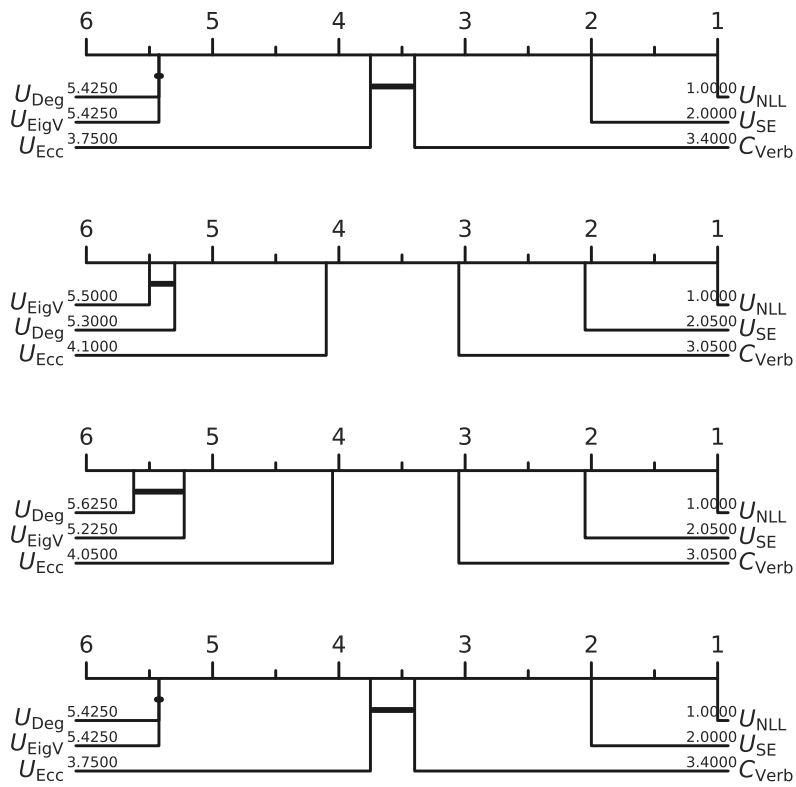 6 5 4 3 2 1
U_Deg 5.4250 1.0000 U_NLL
U_EigV 5.4250 2.0000 U_SE
U_Ecc 3.7500 3.4000 C_Verb
6 5 4 3 2 1
U_EigV 5.5000 1.0000 U_NLL
U_Deg 5.3000 2.0500 U_SE
U_Ecc 4.1000 3.0500 C_Verb
6 5 4 3 2 1
U_Deg 5.6250 1.0000 U_NLL
U_EigV 5.2250 2.0500 U_SE
U_Ecc 4.0500 3.0500 C_Verb
6 5 4 3 2 1
U_Deg 5.4250 1.0000 U_NLL
U_EigV 5.4250 2.0000 U_SE
U_Ecc 3.7500 3.4000 C_Verb